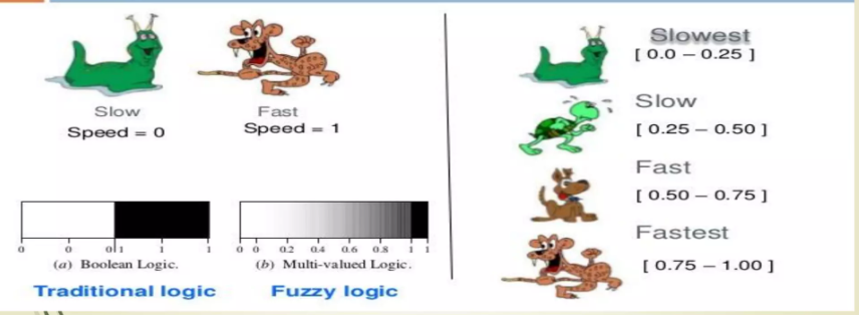 Slow
Speed = 0
Fast
Speed = 1
0 0 0 1 1 1
(a) Boolean Logic.
0 0 0.2 0.4 0.6 0.8 1 1
(b) Multi-valued Logic.
Traditional logic
Fuzzy logic
Slowest
[ 0.0 – 0.25 ]
Slow
[ 0.25 – 0.50 ]
Fast
[ 0.50 – 0.75 ]
Fastest
[ 0.75 – 1.00 ]